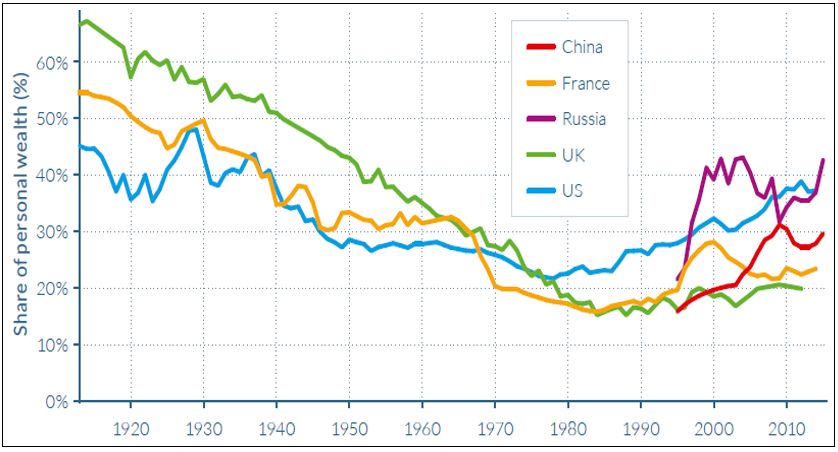 Share of personal wealth (%)
60%
50%
40%
30%
20%
10%
0%
China
France
Russia
UK
US
1920 1930 1940 1950 1960 1970 1980 1990 2000 2010